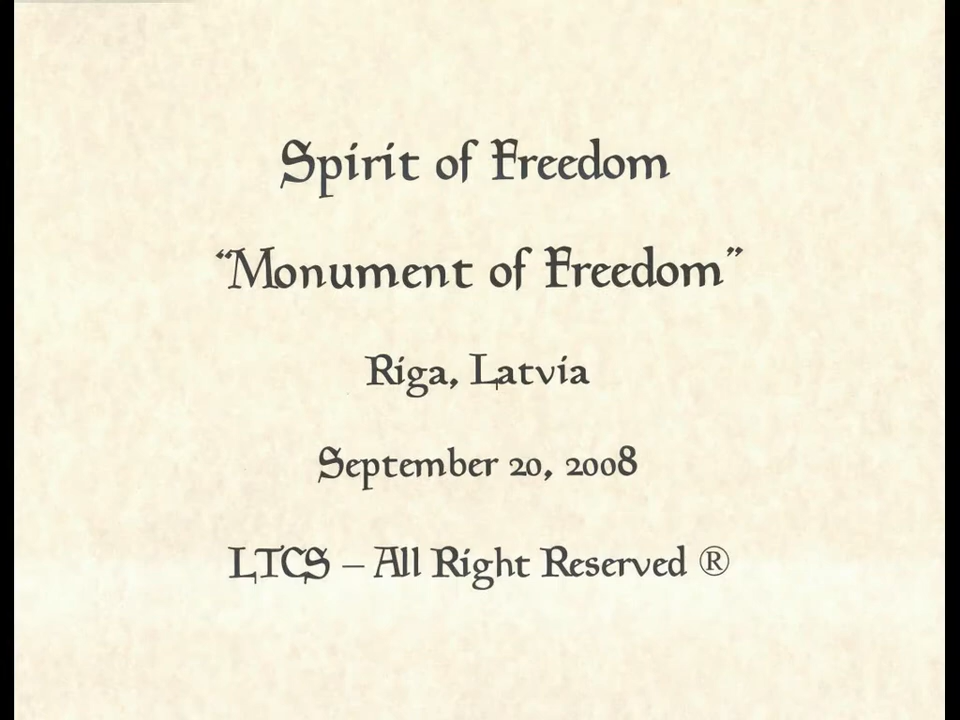 Spirit of Freedom
“Monument of Freedom”
Riga, Latvia
September 20, 2008
LTCS – All Right Reserved ®